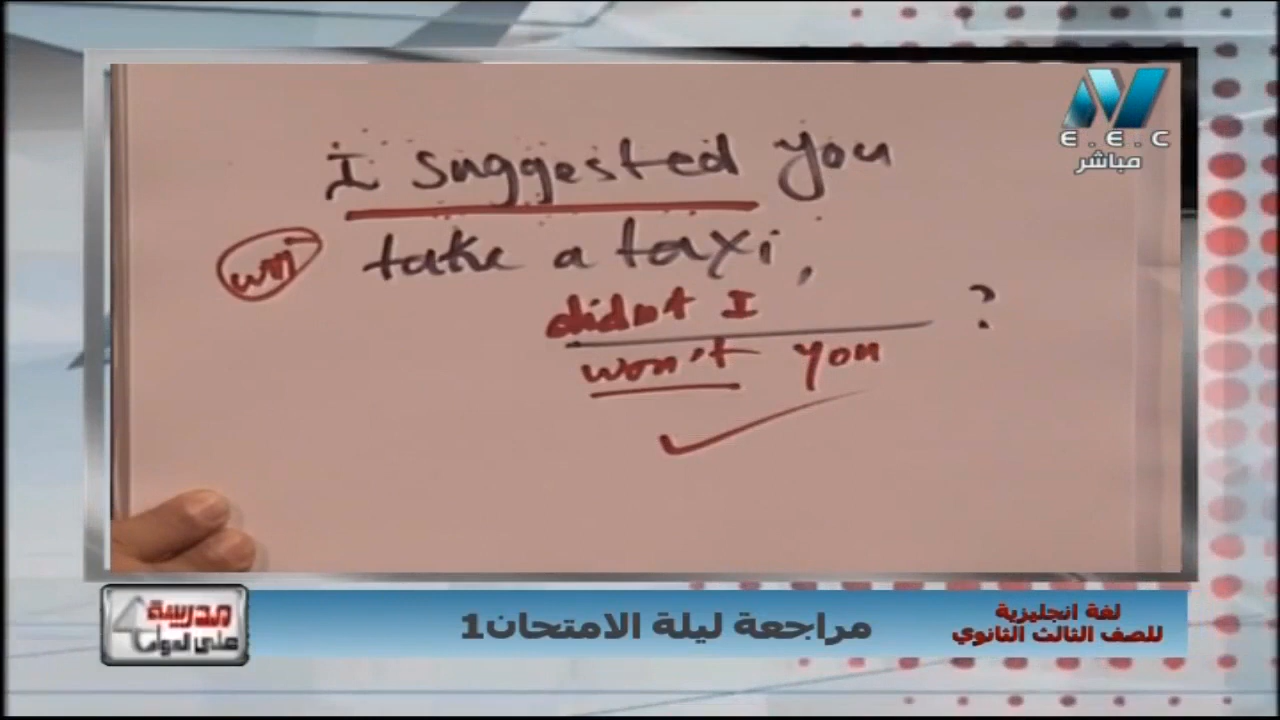 E.E.C
مباشر
I suggested you
take a taxi,
didn't I ?
won't you
لغة انجليزية
للصف الثالث الثانوي
مراجعة ليلة الامتحان1
مدرسة
على الهواء